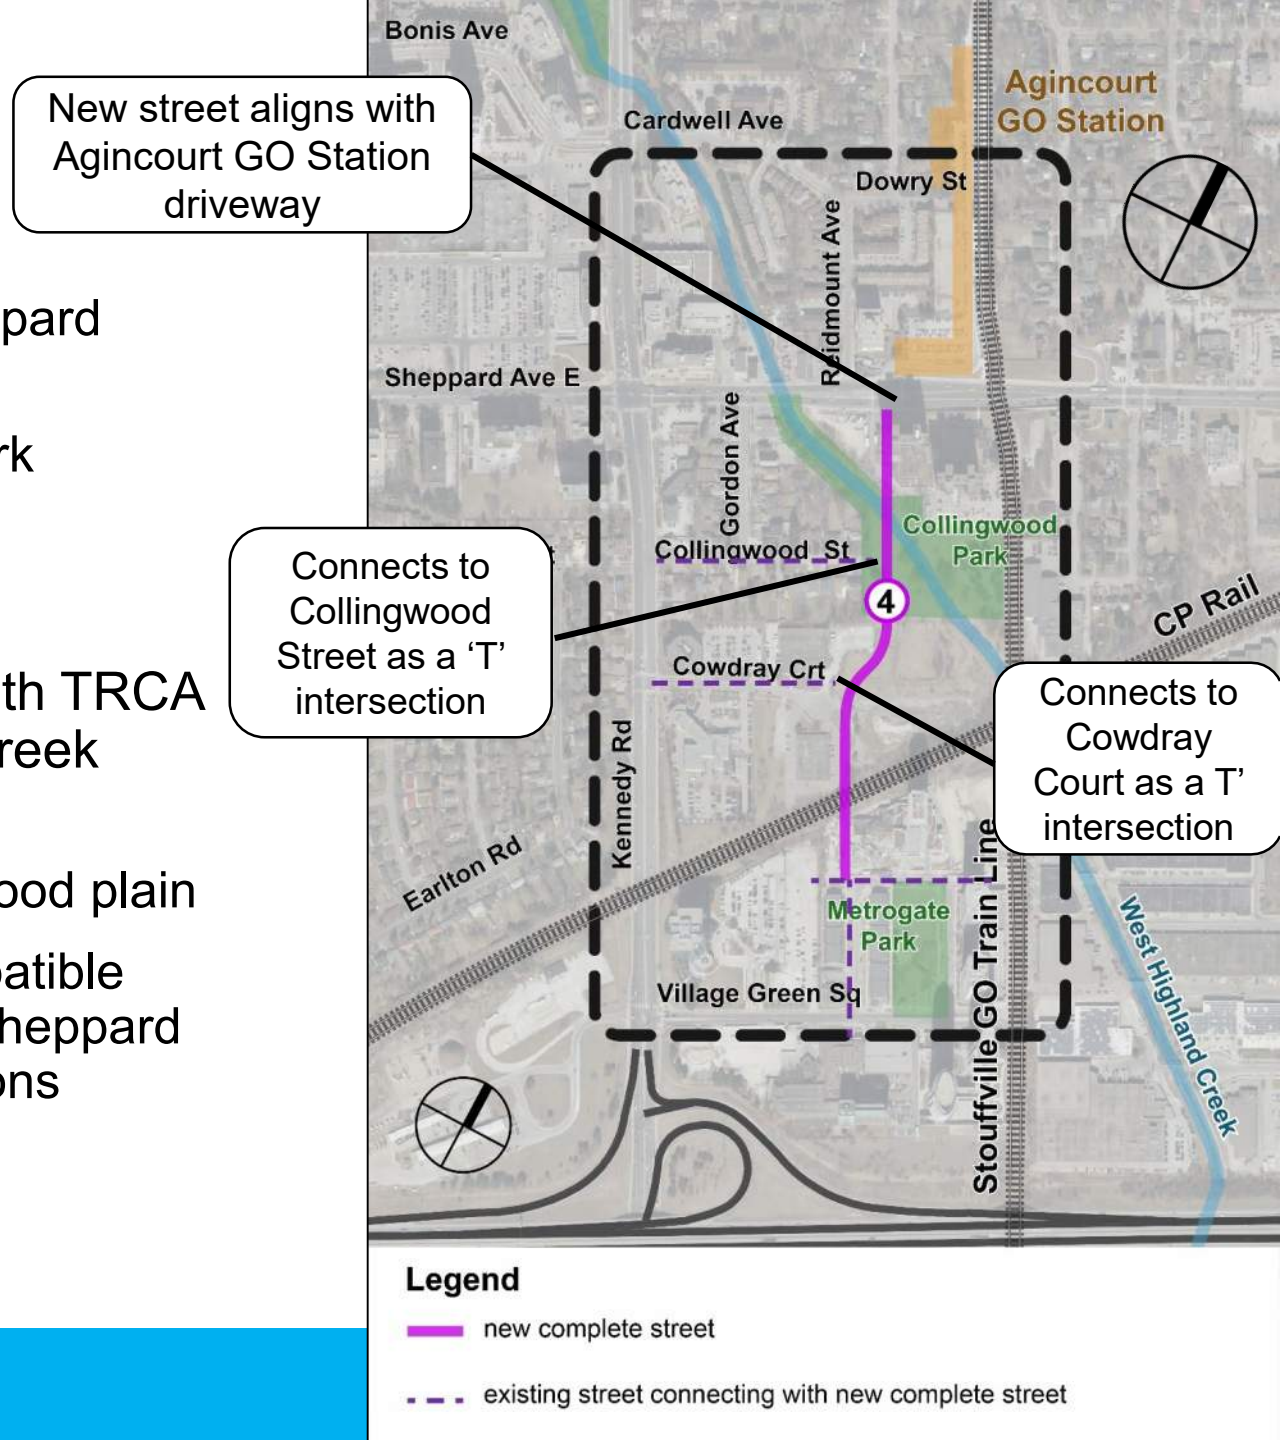 Bonis Ave
New street aligns with
Agincourt GO Station
driveway
Cardwell Ave
Agincourt
GO Station
Dowry St
Reidmount Ave
Sheppard Ave E
Gordon Ave
Collingwood St
Collingwood
Park
Connects to
Collingwood
Street as a ‘T’
intersection
4
CP Rail
Cowdray Crt
Connects to
Cowdray
Court as a T’
intersection
Kennedy Rd
Earlton Rd
Metrogate
Park
Village Green Sq
Stouffville GO Train Line
West Highland Creek
pard
rk
th TRCA
reek
ood plain
patible
heppard
ons
Legend
new complete street
existing street connecting with new complete street